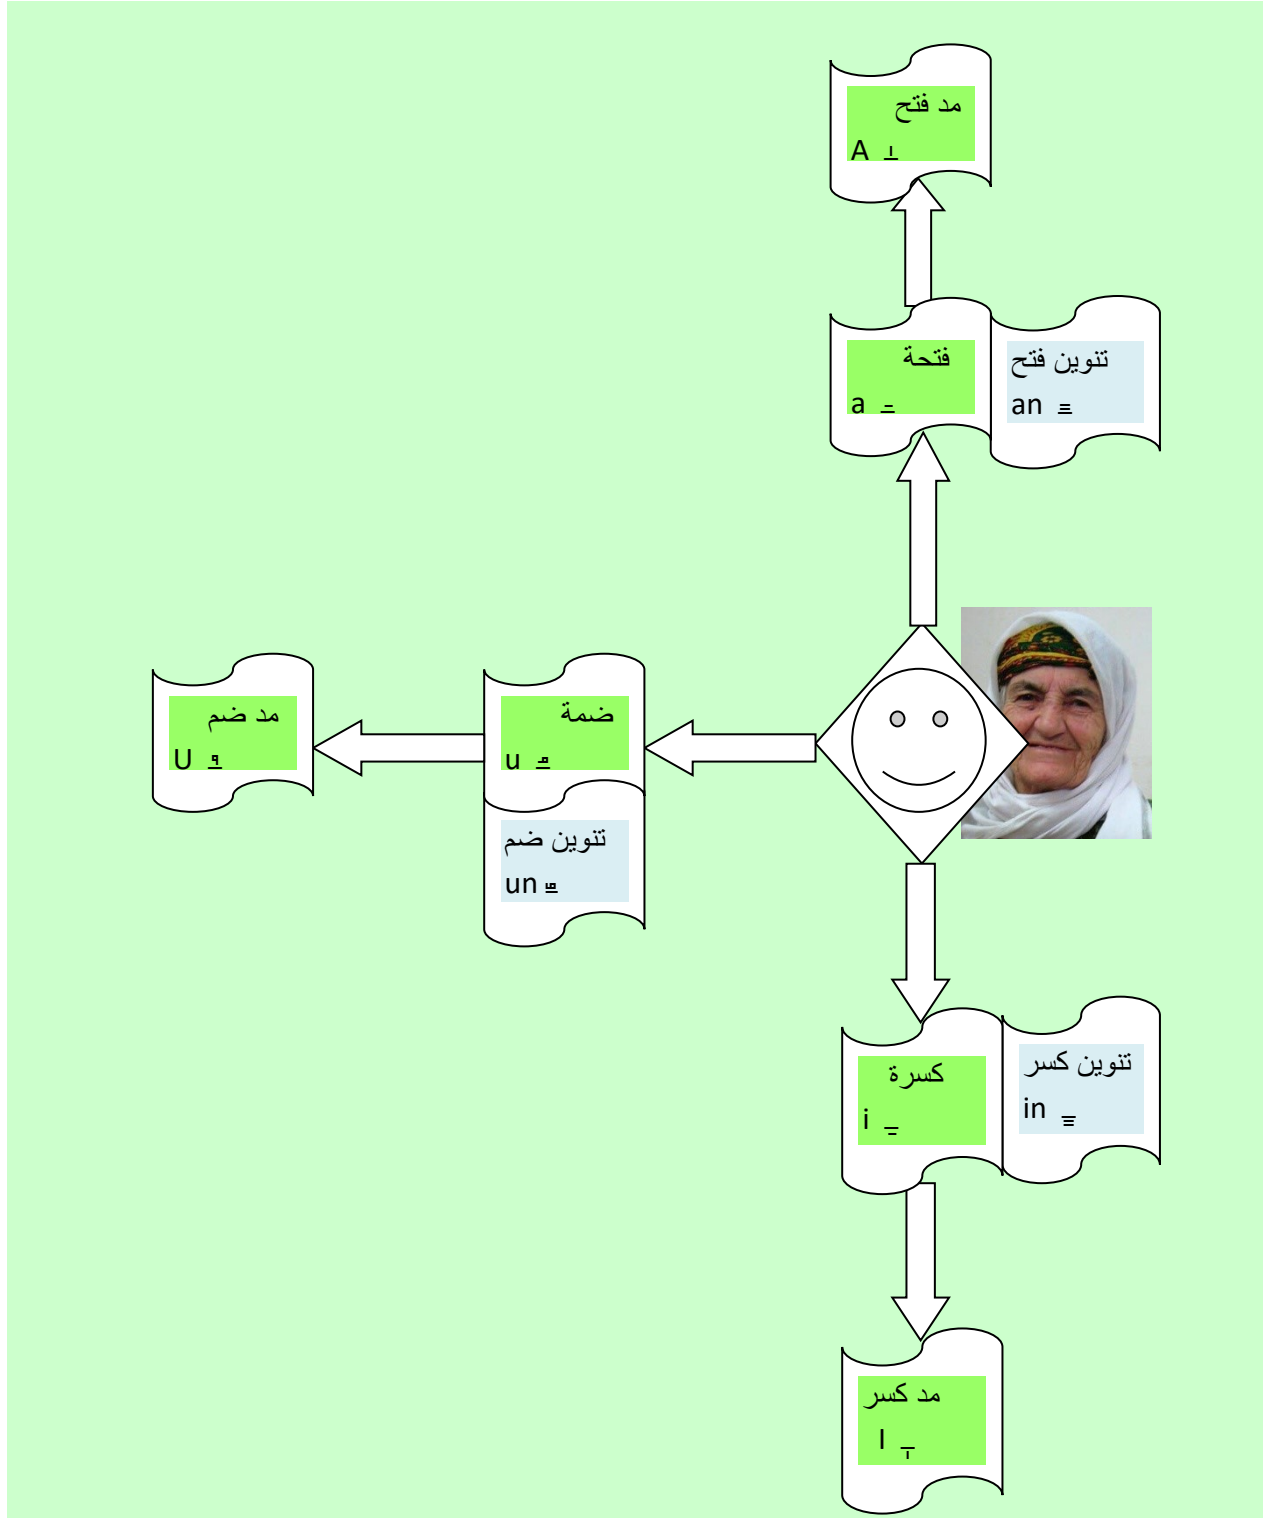 مد فتح
A
فتحة
a
تنوين فتح
an
مد ضم
U
ضمة
u
تنوين ضم
un
كسرة
i
تنوين كسر
in
مد كسر
I